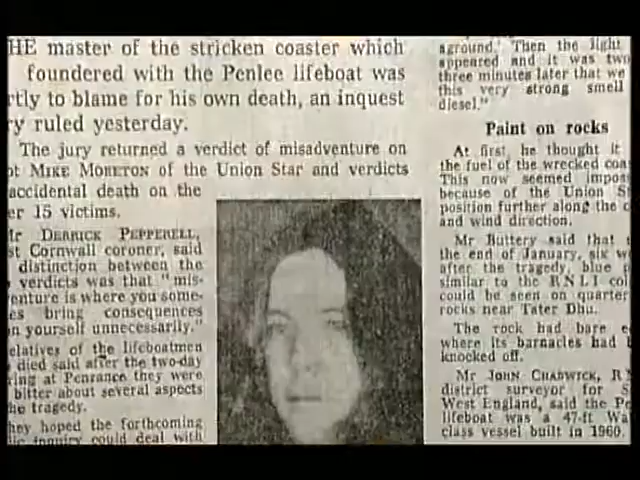 HE master of the stricken coaster which
foundered with the Penlee lifeboat was
rtly to blame for his own death, an inquest
ry ruled yesterday.
The jury returned a verdict of misadventure on
pt MIKE MORETON of the Union Star and verdicts
accidental death on the
er 15 victims.
Mr DERRICK PEPPERELL,
st Cornwall coroner, said
distinction between the
verdicts was that "mis-
enture is where you some-
es bring consequences
n yourself unnecessarily."
elatives of the lifeboatmen
died said after the two-day
ring at Penzance they were
bitter about several aspects
the tragedy.
hey hoped the forthcoming
lic inquiry could deal with
aground. Then the light
appeared and it was two
three minutes later that we
this very strong smell
diesel."
Paint on rocks
At first, he thought it
the fuel of the wrecked coa
This now seemed impos
because of the Union S
position further along the c
and wind direction.
Mr Buttery said that
the end of January, six w
after the tragedy, blue p
similar to the RNLI col
could be seen on quarter
rocks near Tater Dhu.
The rock had bare
where its barnacles had
knocked off.
Mr JOHN CHADWICK, R N
district surveyor for S
West England, said the Pe
lifeboat was a 47-ft Wa
class vessel built in 1960.